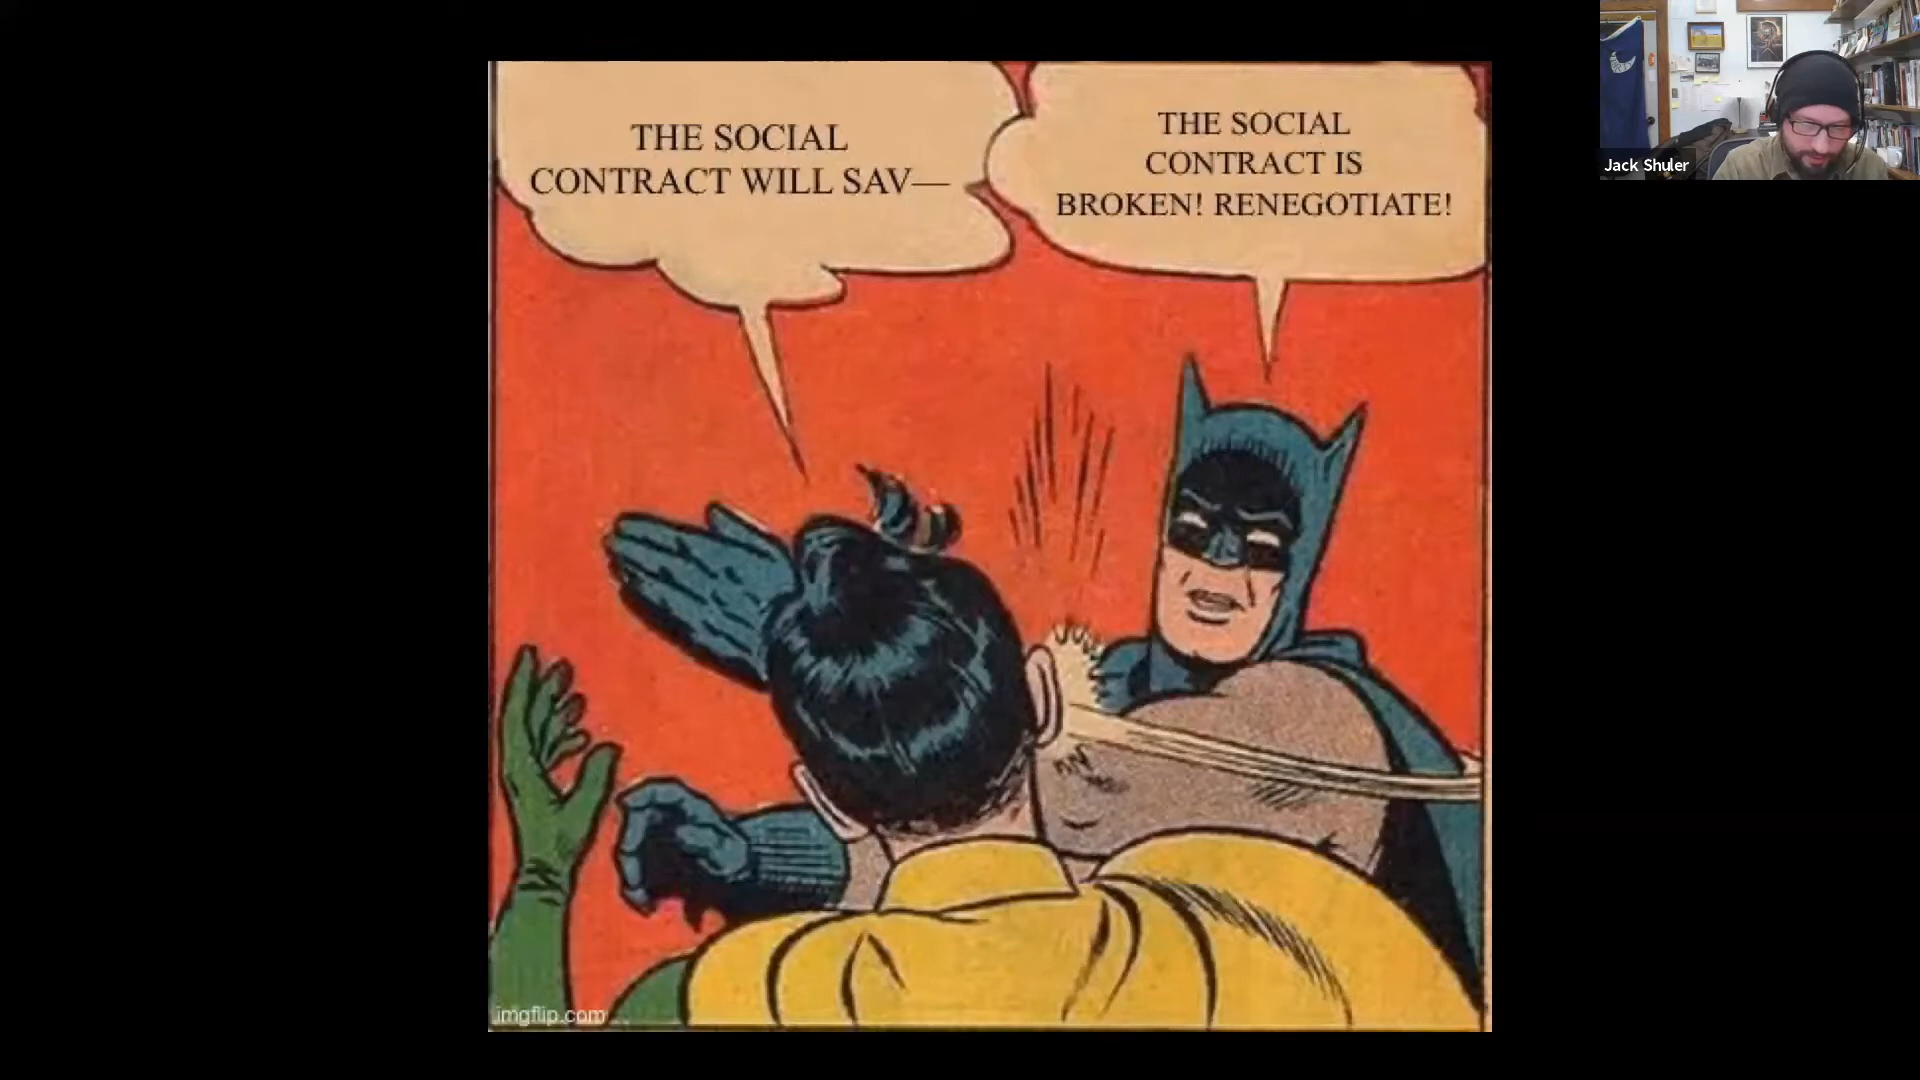 THE SOCIAL
CONTRACT WILL SAV—
THE SOCIAL
CONTRACT IS
BROKEN! RENEGOTIATE!
Jack Shuler
imgflip.com